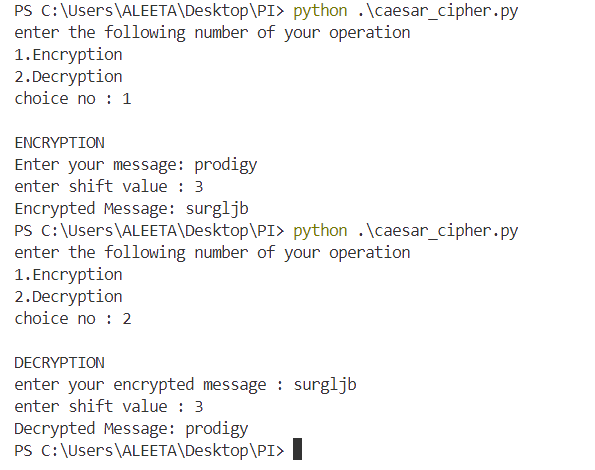 PS C:\Users\ALEETA\Desktop\PI> python .\caesar_cipher.py
enter the following number of your operation
1.Encryption
2.Decryption
choice no : 1

ENCRYPTION
Enter your message: prodigy
enter shift value : 3
Encrypted Message: surgljb
PS C:\Users\ALEETA\Desktop\PI> python .\caesar_cipher.py
enter the following number of your operation
1.Encryption
2.Decryption
choice no : 2

DECRYPTION
enter your encrypted message : surgljb
enter shift value : 3
Decrypted Message: prodigy
PS C:\Users\ALEETA\Desktop\PI>